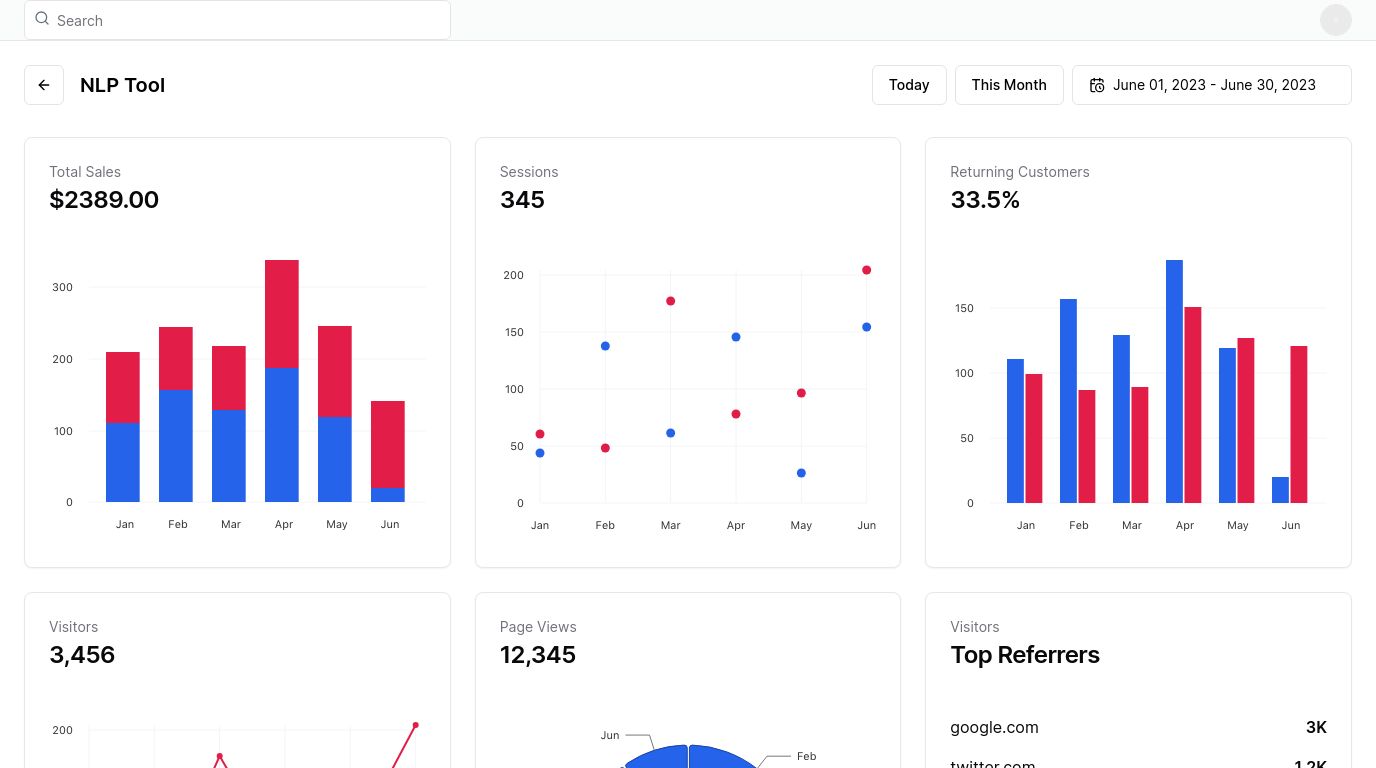 Search
NLP Tool
Today
This Month
June 01, 2023 - June 30, 2023
Total Sales
$2389.00
300
200
100
0
Jan Feb Mar Apr May Jun
Sessions
345
200
150
100
50
0
Jan Feb Mar Apr May Jun
Returning Customers
33.5%
150
100
50
0
Jan Feb Mar Apr May Jun
Visitors
3,456
200
Page Views
12,345
Jun
Feb
Visitors
Top Referrers
google.com 3K
twitter.com 1.2K